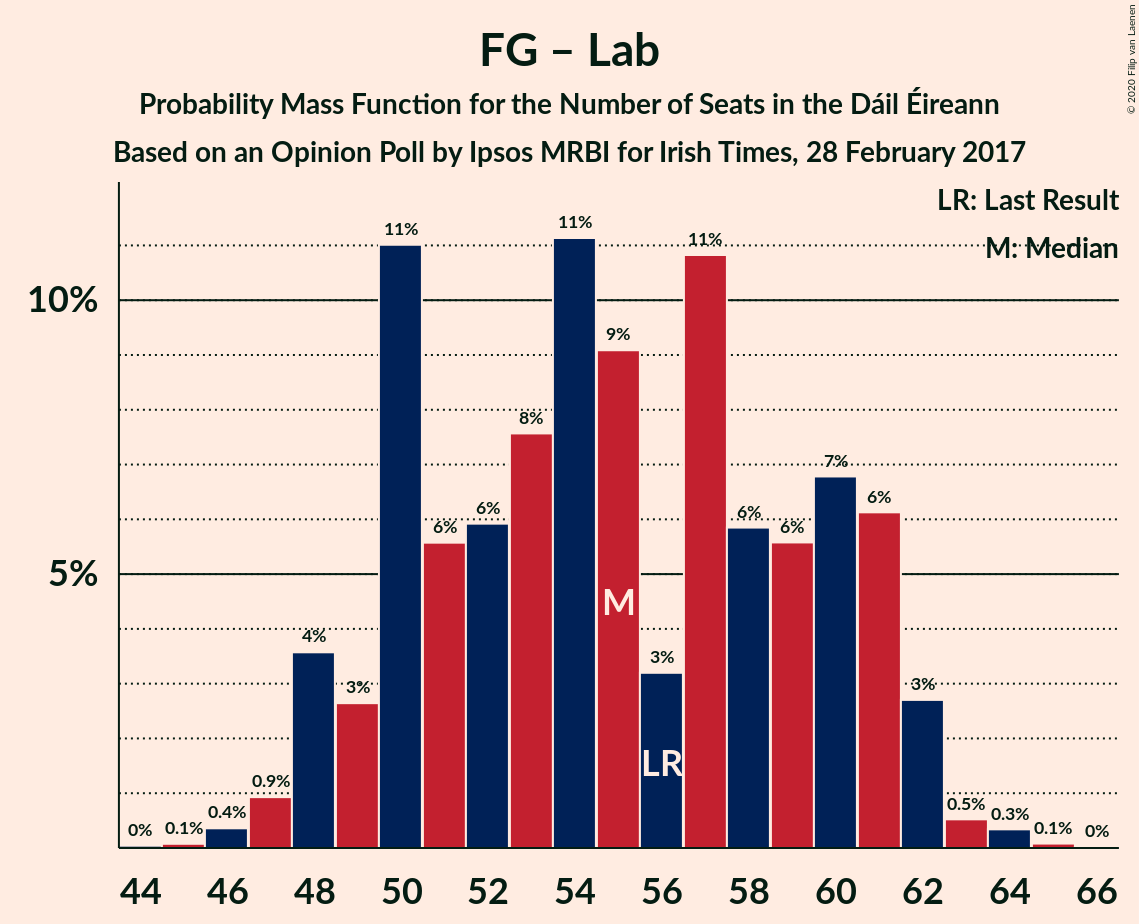 FG – Lab
Probability Mass Function for the Number of Seats in the Dáil Éireann
Based on an Opinion Poll by Ipsos MRBI for Irish Times, 28 February 2017
© 2020 Filip van Laenen
LR: Last Result
M: Median
10%
5%
0% 0.1% 0.4% 0.9% 4% 3% 11% 6% 6% 8% 11% 9% 3% 11% 6% 6% 7% 6% 3% 0.5% 0.3% 0.1% 0%
M
LR
44 46 48 50 52 54 56 58 60 62 64 66